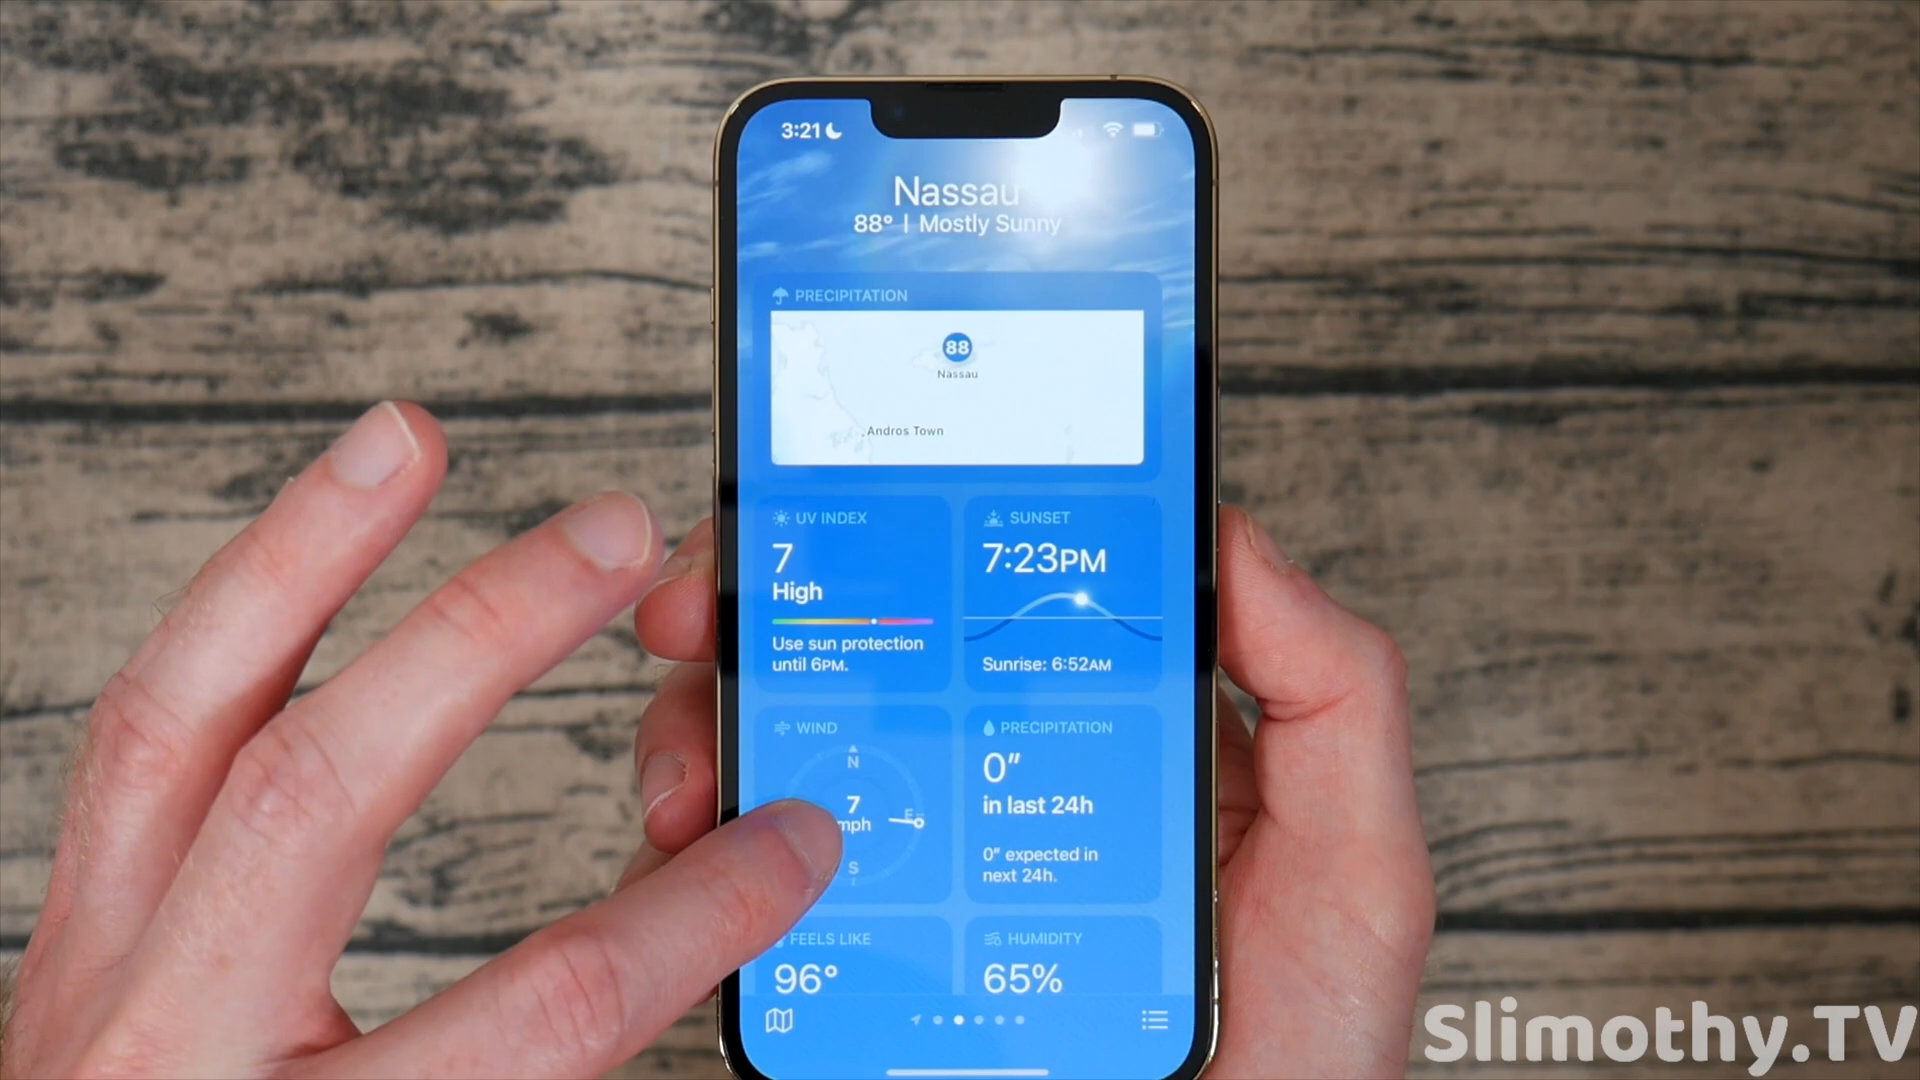 3:21
Nassau
88° | Mostly Sunny
PRECIPITATION
88
Nassau
Andros Town
UV INDEX
7
High
Use sun protection
until 6PM.
SUNSET
7:23PM
Sunrise: 6:52AM
WIND
N
7
mph
E
S
PRECIPITATION
0"
in last 24h
0" expected in
next 24h.
FEELS LIKE
96°
HUMIDITY
65%
Slimothy.TV